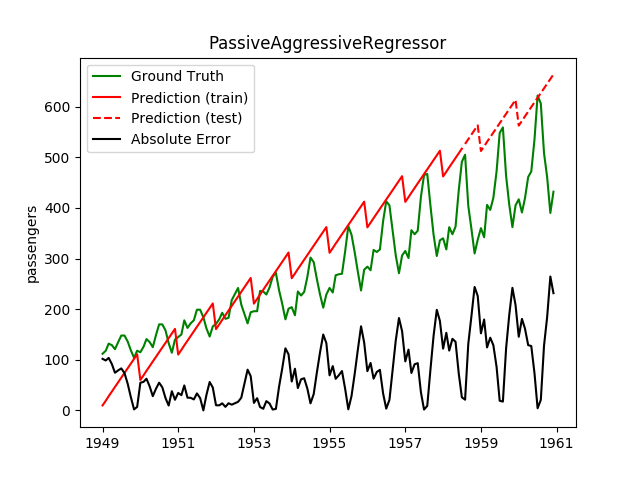 PassiveAggressiveRegressor
Ground Truth
Prediction (train)
Prediction (test)
Absolute Error
passengers
600
500
400
300
200
100
0
1949 1951 1953 1955 1957 1959 1961